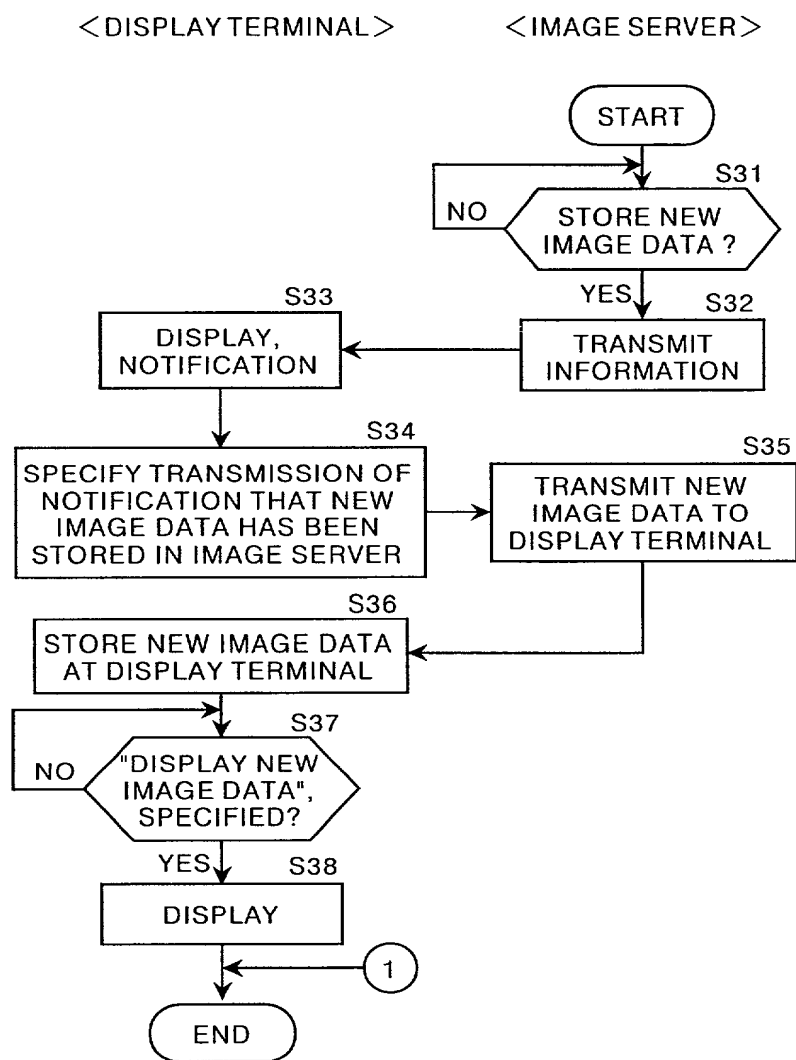 <DISPLAY TERMINAL> <IMAGE SERVER>
START
S31
STORE NEW
IMAGE DATA ?
NO
YES
S32
TRANSMIT
INFORMATION
S33
DISPLAY,
NOTIFICATION
S34
SPECIFY TRANSMISSION OF
NOTIFICATION THAT NEW
IMAGE DATA HAS BEEN
STORED IN IMAGE SERVER
S35
TRANSMIT NEW
IMAGE DATA TO
DISPLAY TERMINAL
S36
STORE NEW IMAGE DATA
AT DISPLAY TERMINAL
S37
"DISPLAY NEW
IMAGE DATA",
SPECIFIED?
NO
YES
S38
DISPLAY
1
END